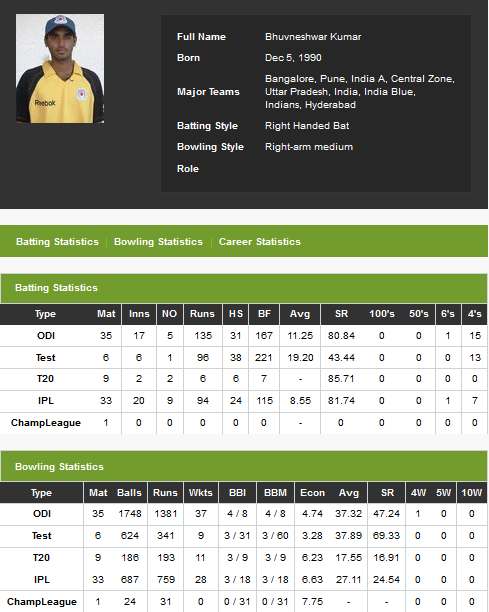 Reebok
Full Name Bhuvneshwar Kumar
Born Dec 5, 1990
Major Teams Bangalore, Pune, India A, Central Zone,
Uttar Pradesh, India, India Blue,
Indians, Hyderabad
Batting Style Right Handed Bat
Bowling Style Right-arm medium
Role
Batting Statistics | Bowling Statistics | Career Statistics
Batting Statistics
Type Mat Inns NO Runs HS BF Avg SR 100's 50's 6's 4's
ODI 35 17 5 135 31 167 11.25 80.84 0 0 1 15
Test 6 6 1 96 38 221 19.20 43.44 0 0 0 13
T20 9 2 2 6 6 7 - 85.71 0 0 0 0
IPL 33 20 9 94 24 115 8.55 81.74 0 0 1 7
ChampLeague 1 0 0 0 0 0 - 0 0 0 0 0
Bowling Statistics
Type Mat Balls Runs Wkts BBI BBM Econ Avg SR 4W 5W 10W
ODI 35 1748 1381 37 4 / 8 4 / 8 4.74 37.32 47.24 1 0 0
Test 6 624 341 9 3 / 31 3 / 60 3.28 37.89 69.33 0 0 0
T20 9 186 193 11 3 / 9 3 / 9 6.23 17.55 16.91 0 0 0
IPL 33 687 759 28 3 / 18 3 / 18 6.63 27.11 24.54 0 0 0
ChampLeague 1 24 31 0 0 / 31 0 / 31 7.75 - - 0 0 0